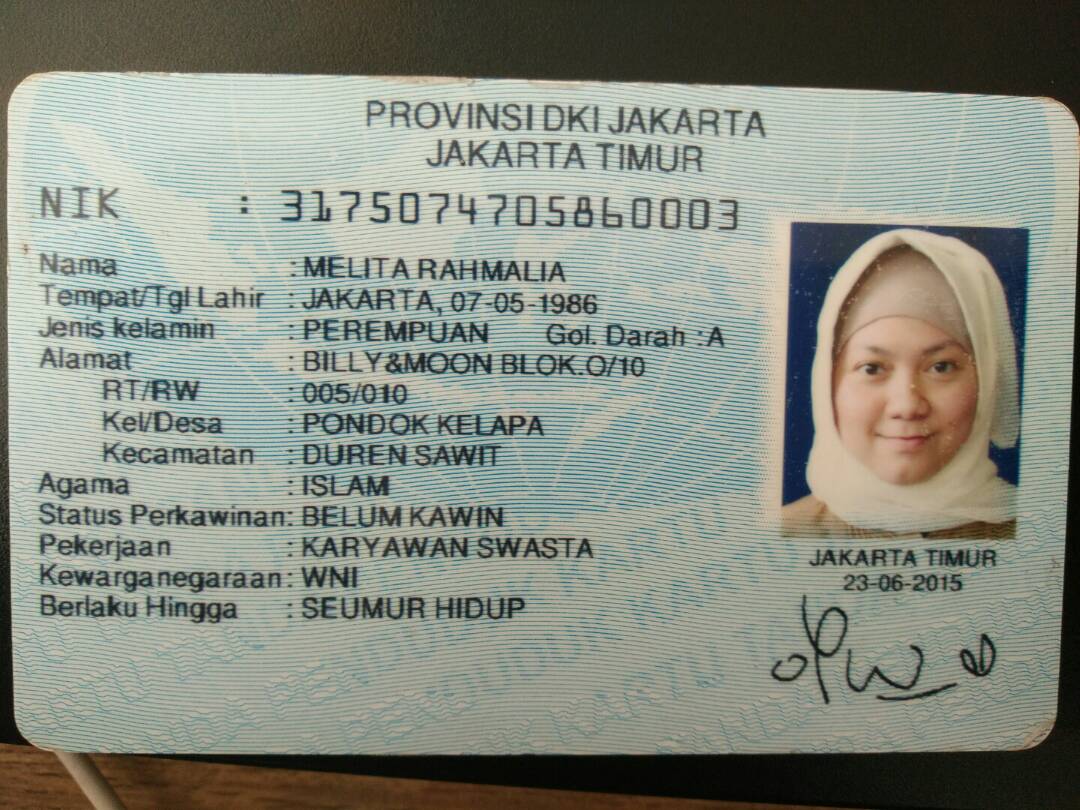 PROVINSI DKI JAKARTA
JAKARTA TIMUR
NIK : 3175074705860003
Nama : MELITA RAHMALIA
Tempat/Tgl Lahir : JAKARTA, 07-05-1986
Jenis kelamin : PEREMPUAN Gol. Darah : A
Alamat : BILLY&MOON BLOK.O/10
RT/RW : 005/010
Kel/Desa : PONDOK KELAPA
Kecamatan : DUREN SAWIT
Agama : ISLAM
Status Perkawinan: BELUM KAWIN
Pekerjaan : KARYAWAN SWASTA
Kewarganegaraan: WNI
Berlaku Hingga : SEUMUR HIDUP
JAKARTA TIMUR
23-06-2015